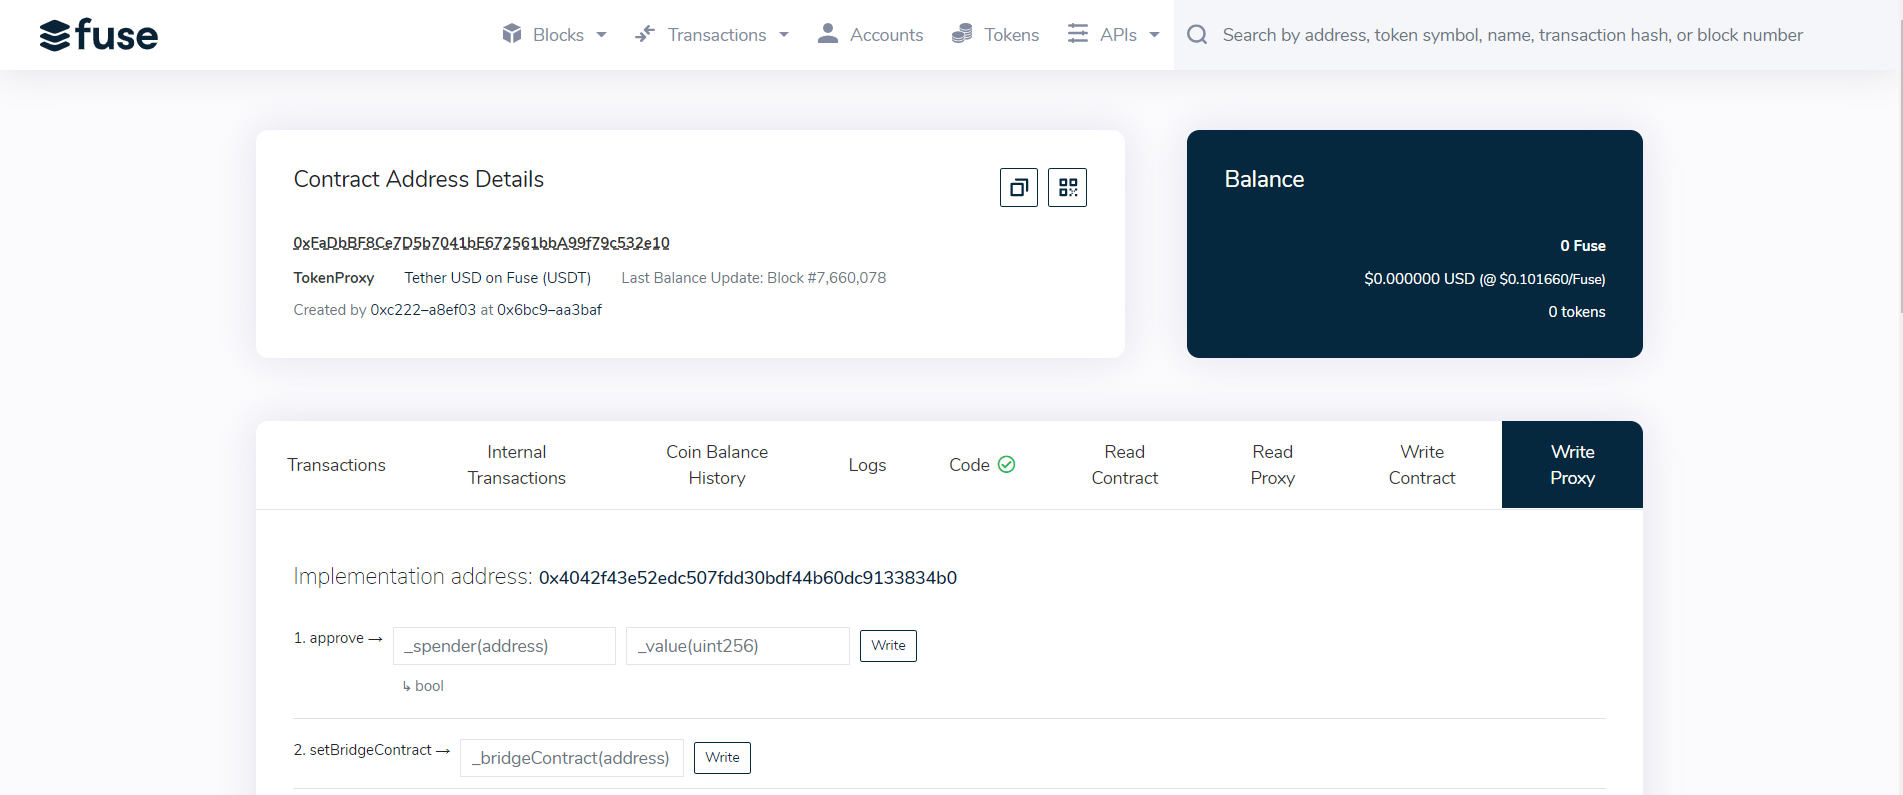 fuse
Blocks Transactions Accounts Tokens APIs Search by address, token symbol, name, transaction hash, or block number
Contract Address Details
0xFaDbBF8Ce7D5b7041bE672561bbA99f79c532e10
TokenProxy Tether USD on Fuse (USDT) Last Balance Update: Block #7,660,078
Created by 0xc222–a8ef03 at 0x6bc9–aa3baf
Balance
0 Fuse
$0.000000 USD (@ $0.101660/Fuse)
0 tokens
Transactions
Internal
Transactions
Coin Balance
History
Logs
Code
Read
Contract
Read
Proxy
Write
Contract
Write
Proxy
Implementation address: 0x4042f43e52edc507fdd30bdf44b60dc9133834b0
1. approve → _spender(address) _value(uint256) Write
↳ bool
2. setBridgeContract → _bridgeContract(address) Write